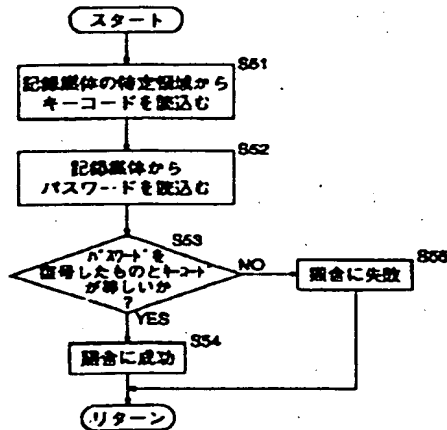 スタート
S51
記録媒体の特定領域から
キーコードを読込む
S52
記録媒体から
パスワードを読込む
S53
パスワードを
復号したものとキーコード
が等しいか
?
NO
S55
照合に失敗
YES
S54
照合に成功
リターン